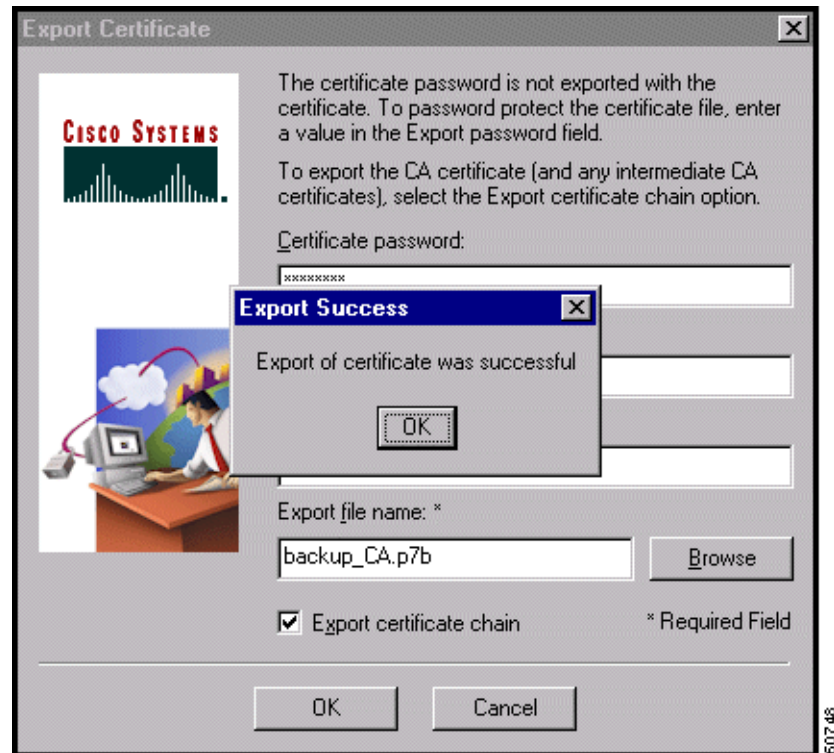 Export Certificate
The certificate password is not exported with the
certificate. To password protect the certificate file, enter
a value in the Export password field.
CISCO SYSTEMS
To export the CA certificate (and any intermediate CA
certificates), select the Export certificate chain option.
Certificate password:
xxxxxxxx
Export Success
Export of certificate was successful
OK
Export file name: *
backup_CA.p7b
Browse
Export certificate chain
* Required Field
OK
Cancel
60748